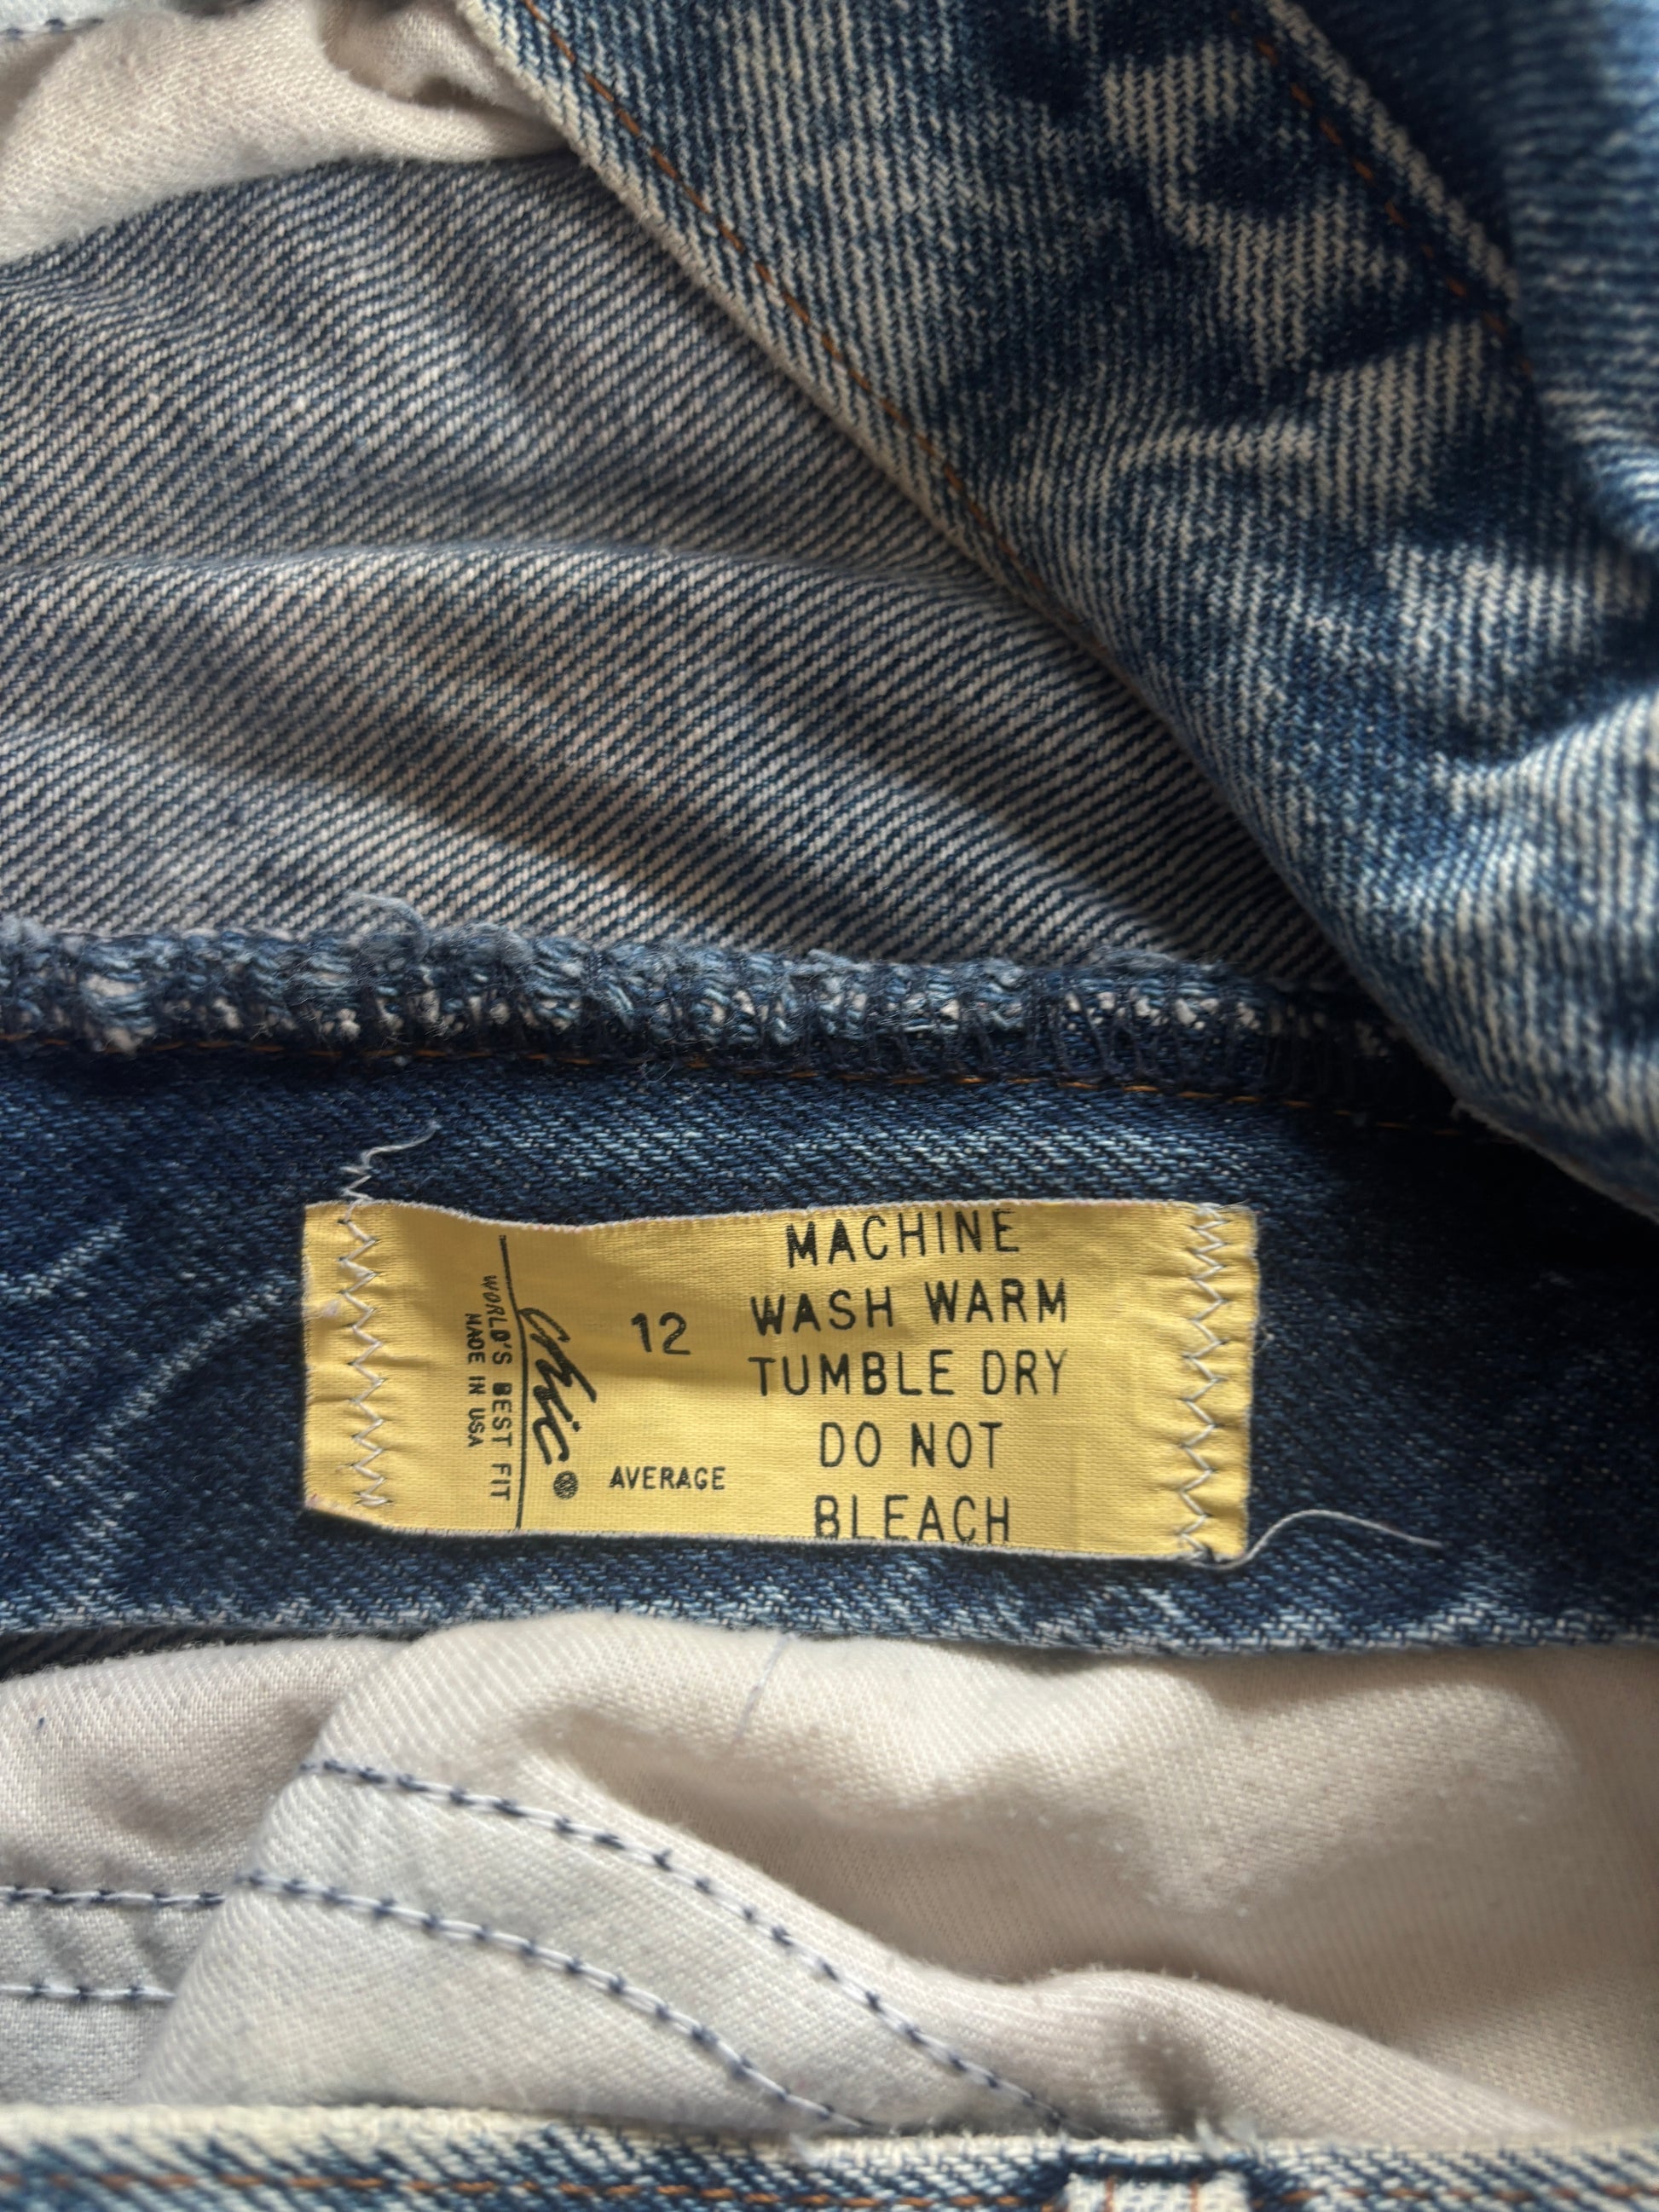 Chic®
WORLD'S BEST FIT
MADE IN USA
12
AVERAGE
MACHINE
WASH WARM
TUMBLE DRY
DO NOT
BLEACH